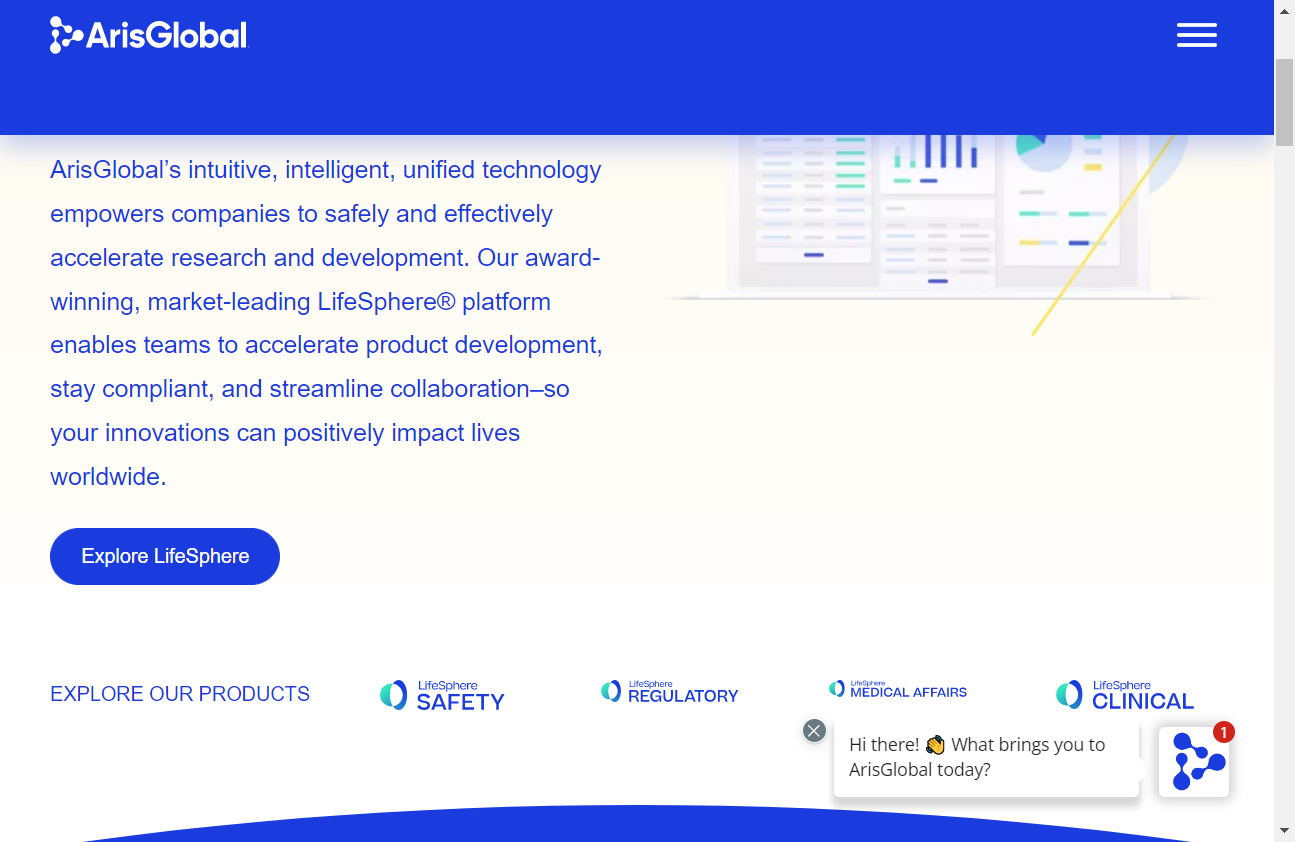 ArisGlobal
ArisGlobal’s intuitive, intelligent, unified technology
empowers companies to safely and effectively
accelerate research and development. Our award-
winning, market-leading LifeSphere® platform
enables teams to accelerate product development,
stay compliant, and streamline collaboration–so
your innovations can positively impact lives
worldwide.
Explore LifeSphere
EXPLORE OUR PRODUCTS
LifeSphere
SAFETY
LifeSphere
REGULATORY
LifeSphere
MEDICAL AFFAIRS
LifeSphere
CLINICAL
Hi there! 👋 What brings you to
ArisGlobal today?
1